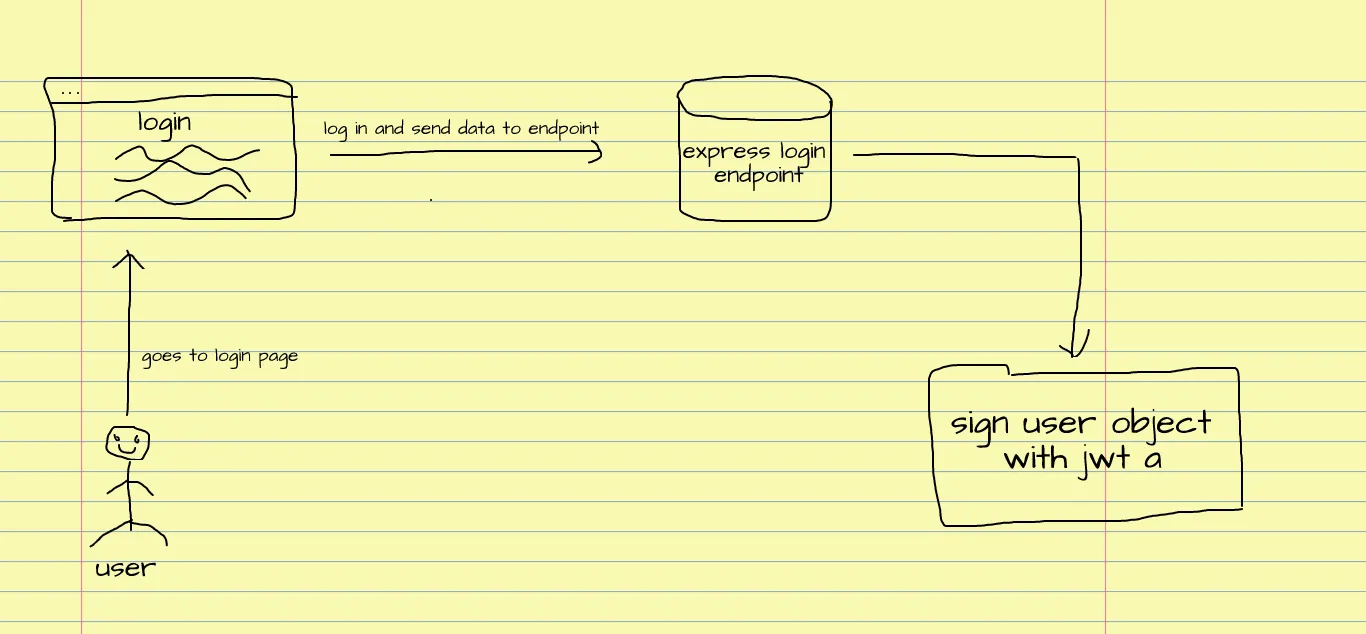 login
log in and send data to endpoint
express login
endpoint
goes to login page
sign user object
with jwt a
user